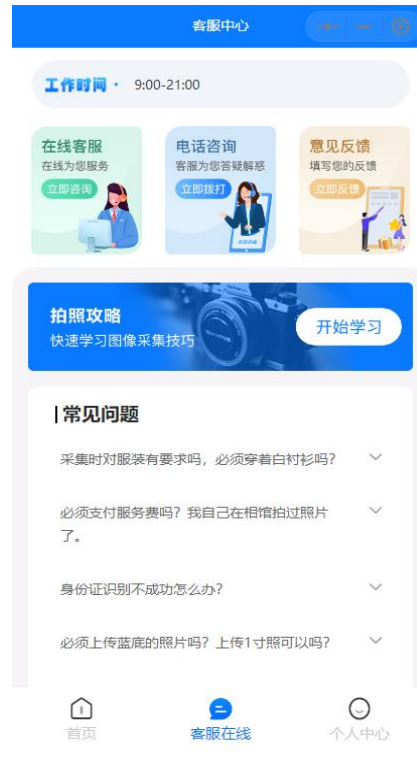 客服中心
工作时间· 9:00-21:00
在线客服
在线为您服务
立即咨询
电话咨询
客服为您答疑解惑
立即拨打
意见反馈
填写您的反馈
立即反馈
拍照攻略
快速学习图像采集技巧
开始学习
常见问题
采集时对服装有要求吗，必须穿着白衬衫吗？
必须支付服务费吗？我自己在相馆拍过照片
了。
身份证识别不成功怎么办？
必须上传蓝底的照片吗？上传1寸照可以吗？
首页
客服在线
个人中心